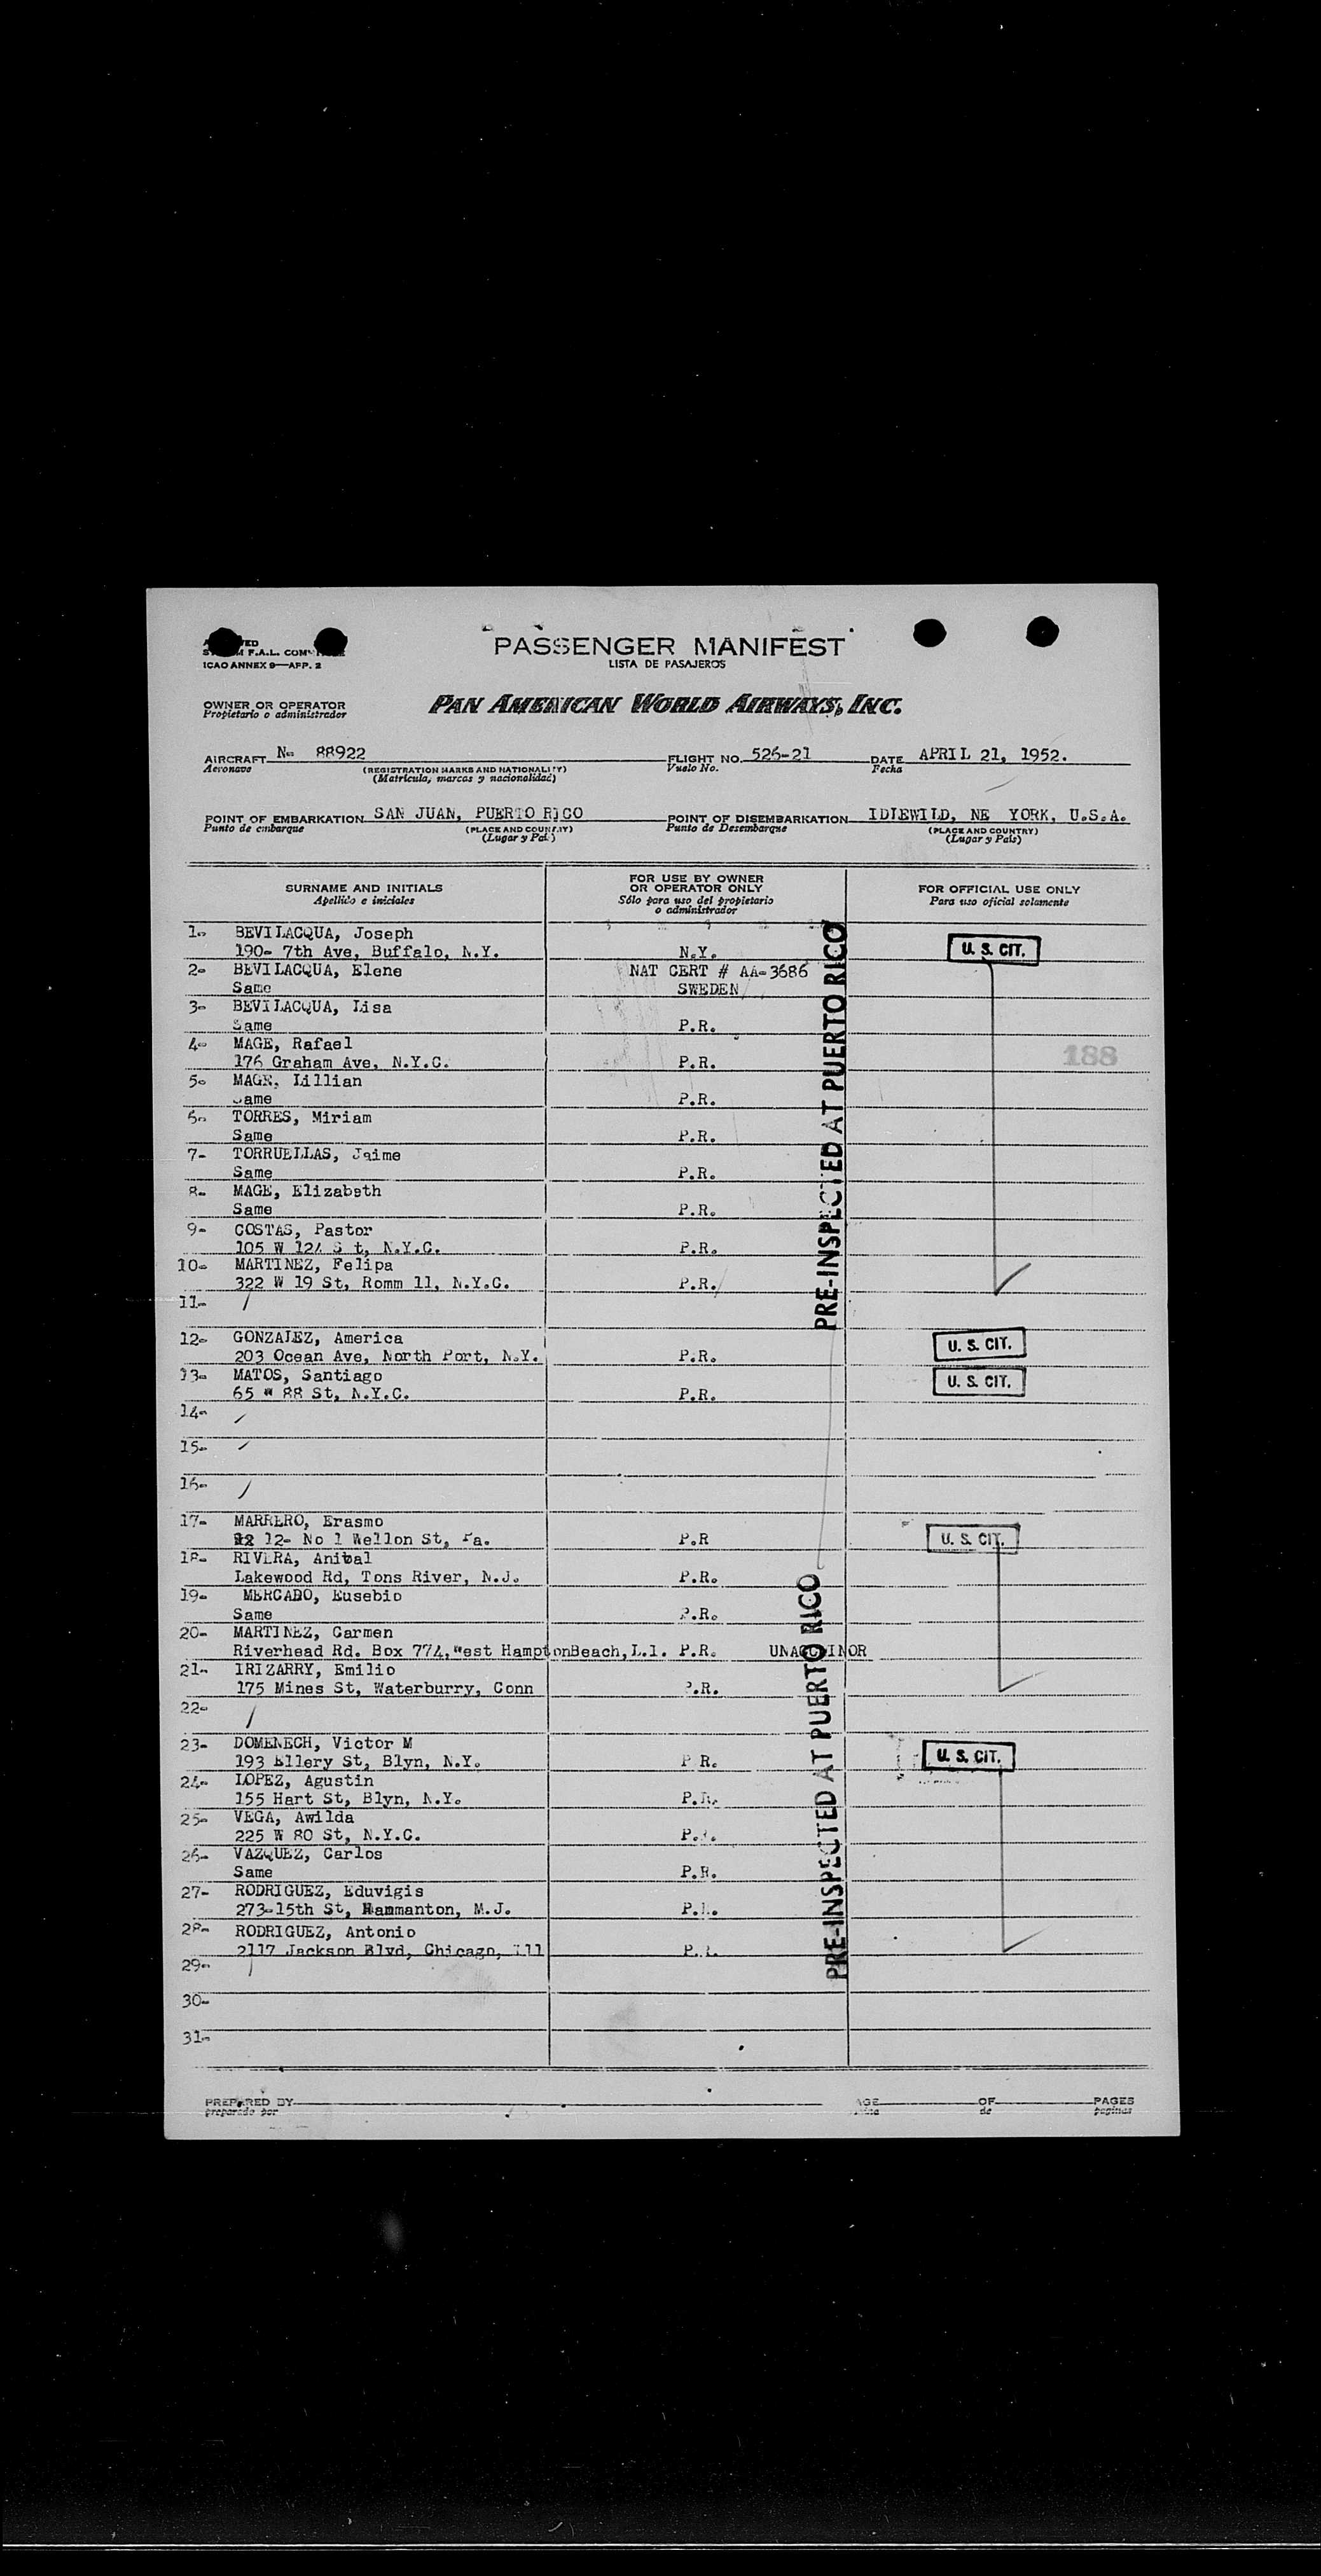 PASSENGER MANIFEST
LISTA DE PASAJEROS
F.A.L.
ICAO ANNEX 9—APP. 2
OWNER OR OPERATOR
Propietario o administrador
PAN AMERICAN WORLD AIRWAYS, INC.
AIRCRAFT N- 88922 FLIGHT NO. 526-21 DATE APRIL 21, 1952.
Aeronave (REGISTRATION MARKS AND NATIONALITY) Vuelo No. Fecha
(Matrícula, marcas y nacionalidad)
POINT OF EMBARKATION SAN JUAN, PUERTO RICO POINT OF DISEMBARKATION IDLEWILD, NE YORK, U.S.A.
Punto de embarque (PLACE AND COUNTRY) Punto de Desembarque (PLACE AND COUNTRY)
(Lugar y País) (Lugar y País)
SURNAME AND INITIALS
Apellido e iniciales
FOR USE BY OWNER
OR OPERATOR ONLY
Sólo para uso del propietario
o administrador
FOR OFFICIAL USE ONLY
Para uso oficial solamente
1- BEVILACQUA, Joseph
190- 7th Ave, Buffalo, N.Y. N.Y. U. S. CIT.
2- BEVILACQUA, Elene NAT CERT # AA-3686
Same SWEDEN
3- BEVILACQUA, Lisa
Same P.R.
4- MAGE, Rafael
176 Graham Ave, N.Y.C. P.R. 188
5- MAGE, Lillian
Same P.R.
6- TORRES, Miriam
Same P.R.
7- TORRUELLAS, Jaime
Same P.R.
8- MAGE, Elizabeth
Same P.R.
9- COSTAS, Pastor
105 W 124 S t, N.Y.C. P.R.
10- MARTINEZ, Felipa
322 W 19 St, Romm 11, N.Y.C. P.R.
11- /
PRE-INSPECTED AT PUERTO RICO
12- GONZALEZ, America
203 Ocean Ave, North Port, N.Y. P.R. U. S. CIT.
13- MATOS, Santiago
65 W 88 St, N.Y.C. P.R. U. S. CIT.
14- /
15- /
16- /
17- MARRERO, Erasmo
12- No 1 Wellon St, Pa. P.R U. S. CIT.
18- RIVERA, Anibal
Lakewood Rd, Tons River, N.J. P.R.
19- MERCADO, Eusebio
Same P.R.
20- MARTINEZ, Carmen
Riverhead Rd. Box 774, West HamptonBeach, L.I. P.R.
21- IRIZARRY, Emilio
175 Mines St, Waterburry, Conn P.R.
22- /
23- DOMENECH, Victor M
193 Ellery St, Blyn, N.Y. P R. U. S. CIT.
24- LOPEZ, Agustin
155 Hart St, Blyn, N.Y. P.R.
25- VEGA, Awilda
225 W 80 St, N.Y.C. P.R.
26- VAZQUEZ, Carlos
Same P.R.
27- RODRIGUEZ, Eduvigis
273-15th St, Hammanton, M.J. P.R.
28- RODRIGUEZ, Antonio
2117 Jackson Blvd, Chicago, Ill P.R.
29- /
30-
31-
PRE-INSPECTED AT PUERTO RICO
PREPARED BY OF PAGES
preparado por de paginas